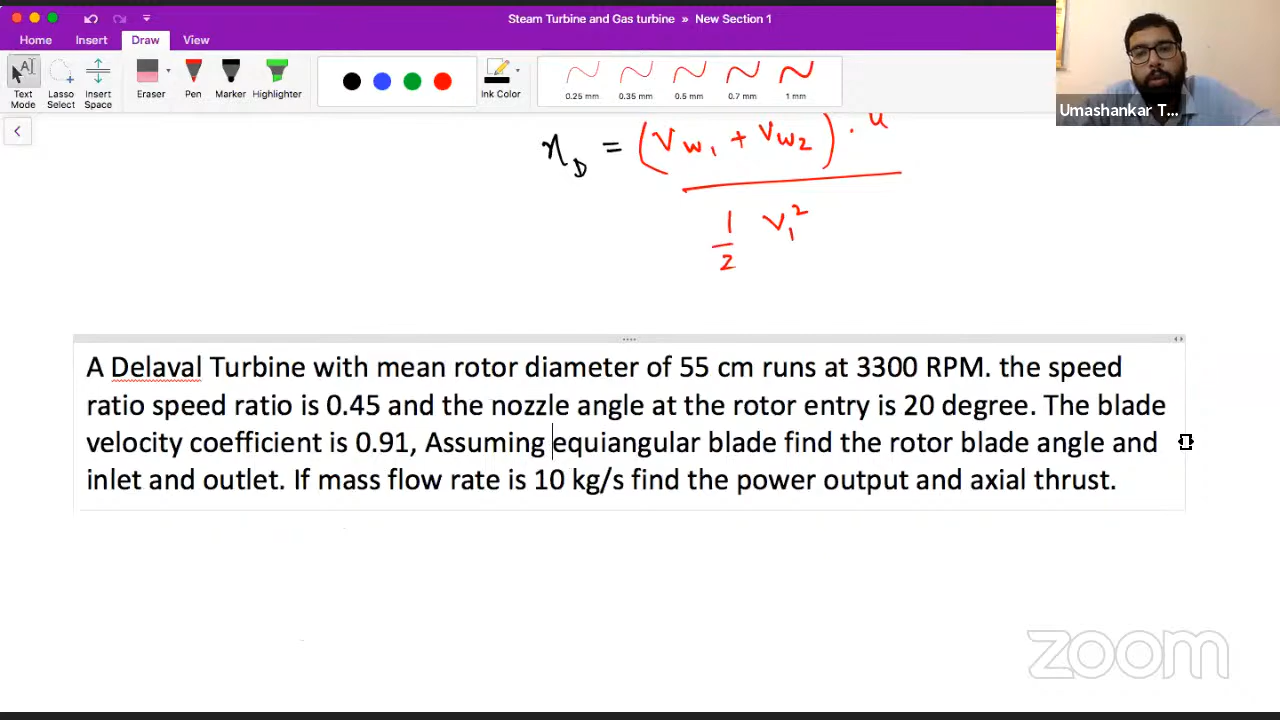 Steam Turbine and Gas turbine » New Section 1
Home Insert Draw View
Text Mode
Lasso Select
Insert Space
Eraser
Pen
Marker
Highlighter
Ink Color
0.25 mm 0.35 mm 0.5 mm 0.7 mm 1 mm
Umashankar T...
η_D = (V_w1 + V_w2) . u
1/2 V_1^2
A Delaval Turbine with mean rotor diameter of 55 cm runs at 3300 RPM. the speed
ratio speed ratio is 0.45 and the nozzle angle at the rotor entry is 20 degree. The blade
velocity coefficient is 0.91, Assuming equiangular blade find the rotor blade angle and
inlet and outlet. If mass flow rate is 10 kg/s find the power output and axial thrust.
zoom